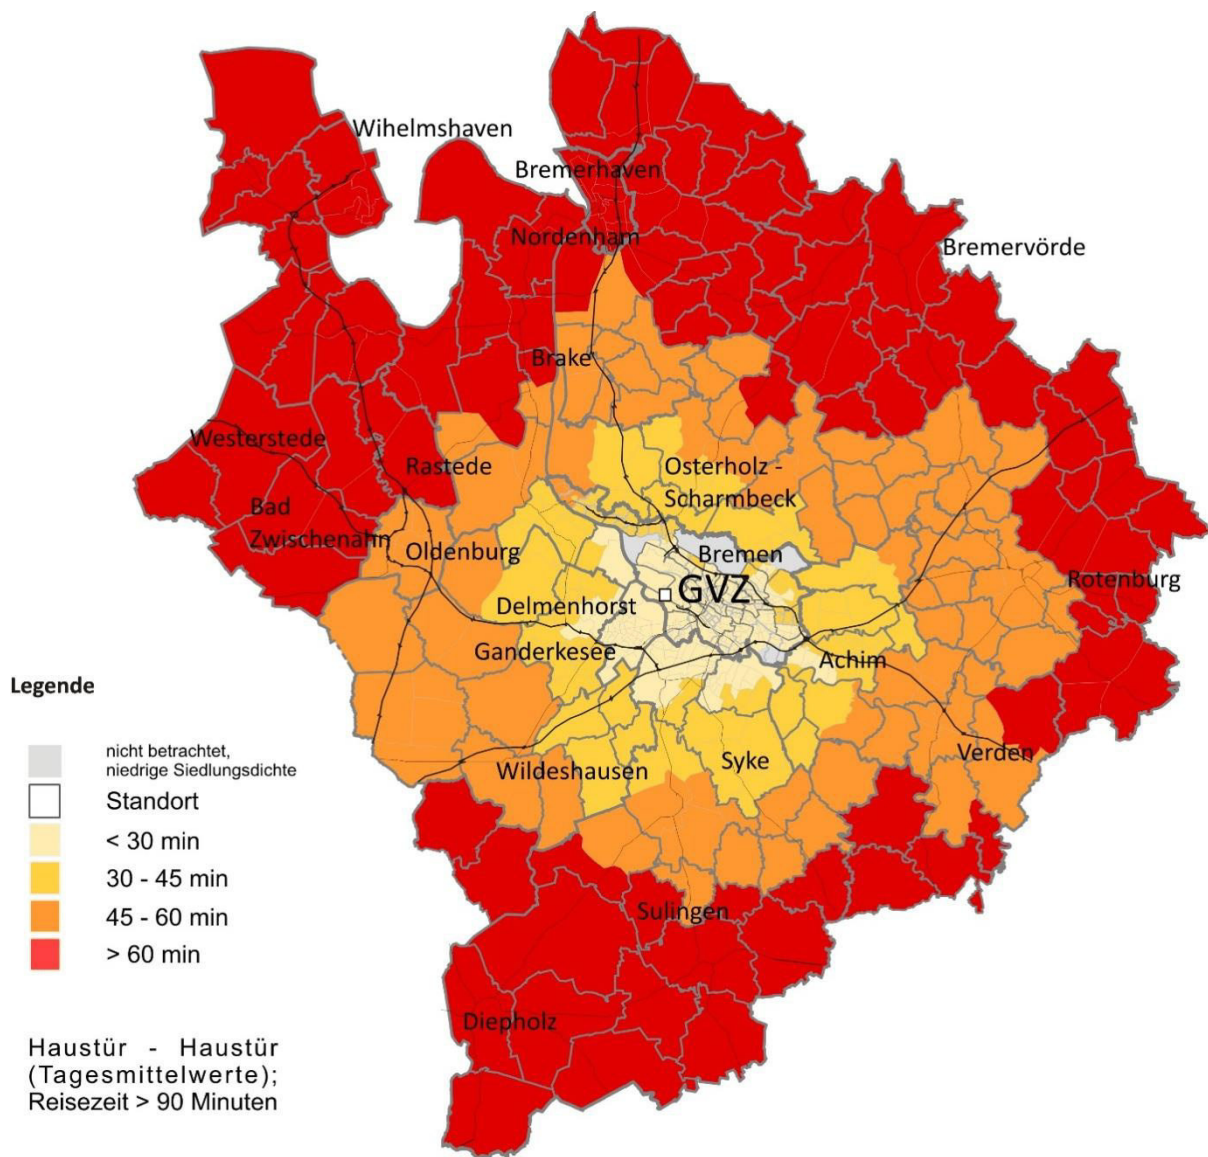 Wihelmshaven
Bremerhaven
Nordenham
Bremervörde
Brake
Westerstede
Rastede
Osterholz -
Scharmbeck
Bad
Zwischenahn
Oldenburg
Bremen
GVZ
Rotenburg
Delmenhorst
Ganderkesee
Achim
Verden
Wildeshausen
Syke
Sulingen
Diepholz
Legende
nicht betrachtet,
niedrige Siedlungsdichte
Standort
< 30 min
30 - 45 min
45 - 60 min
> 60 min
Haustür - Haustür
(Tagesmittelwerte);
Reisezeit > 90 Minuten